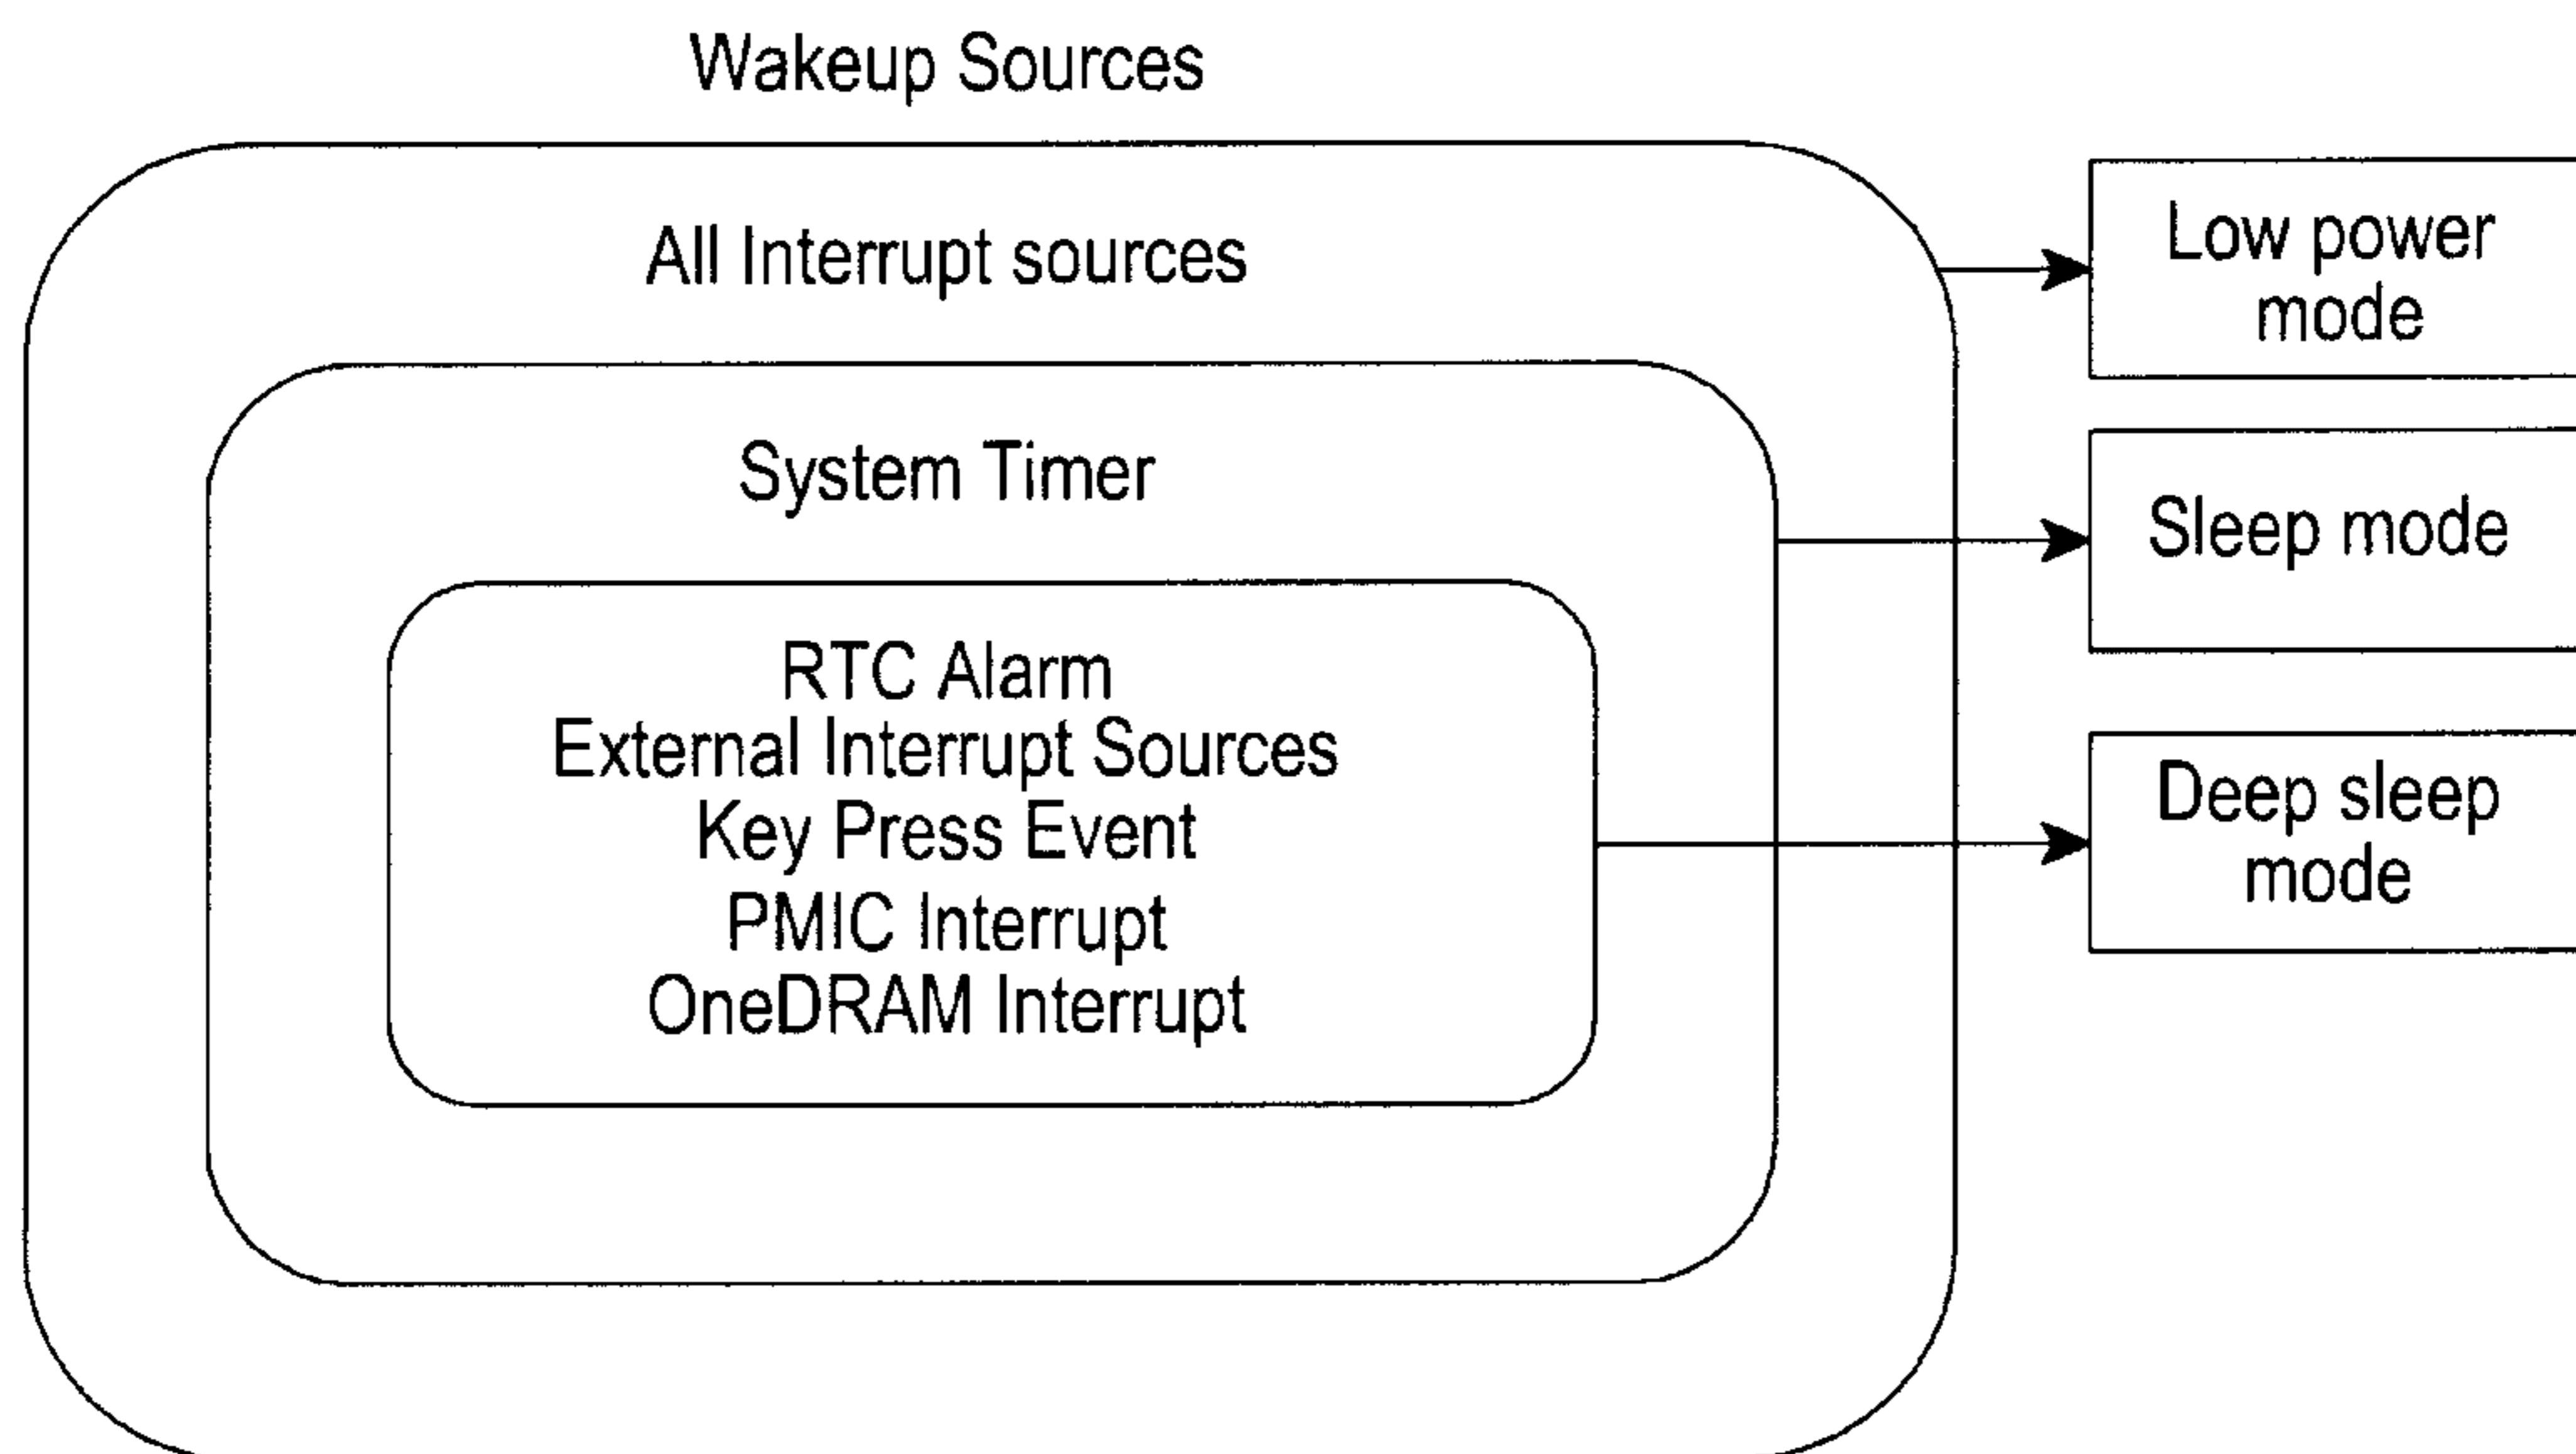 Wakeup Sources
All Interrupt sources
System Timer
RTC Alarm
External Interrupt Sources
Key Press Event
PMIC Interrupt
OneDRAM Interrupt
Low power
mode
Sleep mode
Deep sleep
mode